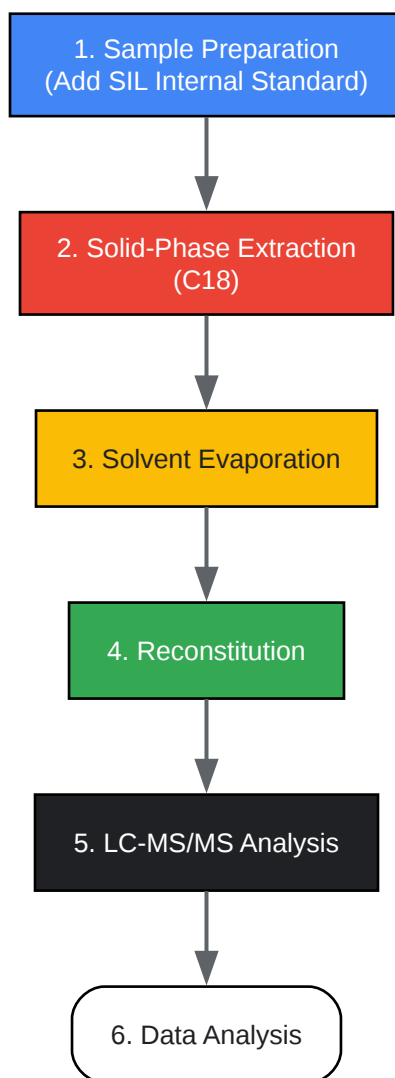 1. Sample Preparation
(Add SIL Internal Standard)
2. Solid-Phase Extraction
(C18)
3. Solvent Evaporation
4. Reconstitution
5. LC-MS/MS Analysis
6. Data Analysis